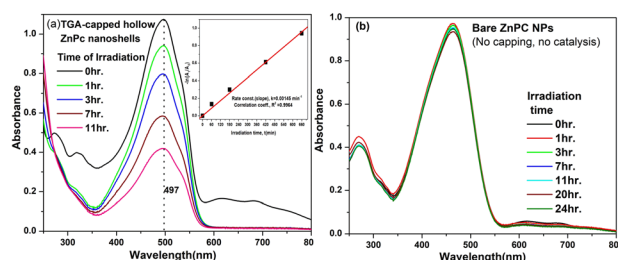 (a) TGA-capped hollow
ZnPc nanoshells
Time of Irradiation
0hr.
1hr.
3hr.
7hr.
11hr.
497
Absorbance
1.0
0.8
0.6
0.4
0.2
0.0
300 400 500 600 700 80
Wavelength(nm)
-ln(A
Rate const.(slope), k=0.00145 min⁻¹
Correlation coeff., R²=0.9964
Irradiation time, t(min)
(b)
Bare ZnPC NPs
(No capping, no catalysis)
Irradiation
time
0hr.
1hr.
3hr.
7hr.
11hr.
20hr.
24hr.
Absorbance
1.0
0.8
0.6
0.4
0.2
0.0
300 400 500 600 700 80
Wavelength(nm)